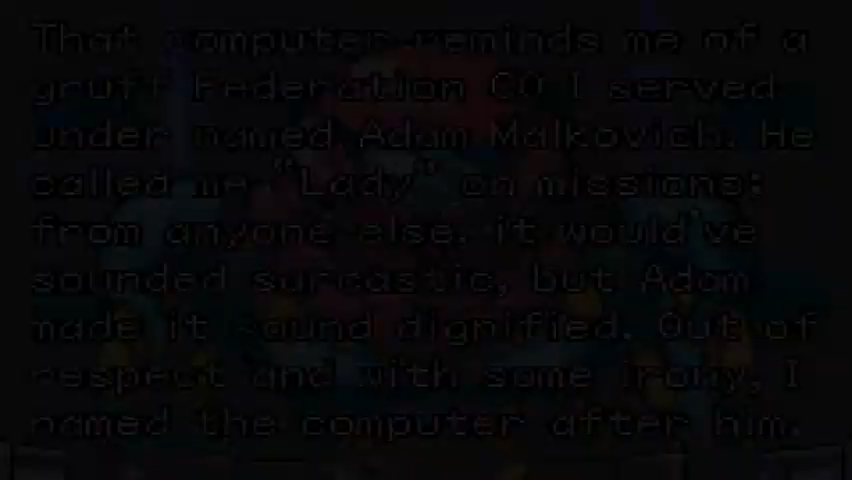 That computer reminds me of a
gruff Federation CO I served
under named Adam Malkovich. He
called me "Lady" on missions;
from anyone else, it would've
sounded sarcastic, but Adam
made it sound dignified. Out of
respect and with some irony, I
named the computer after him.